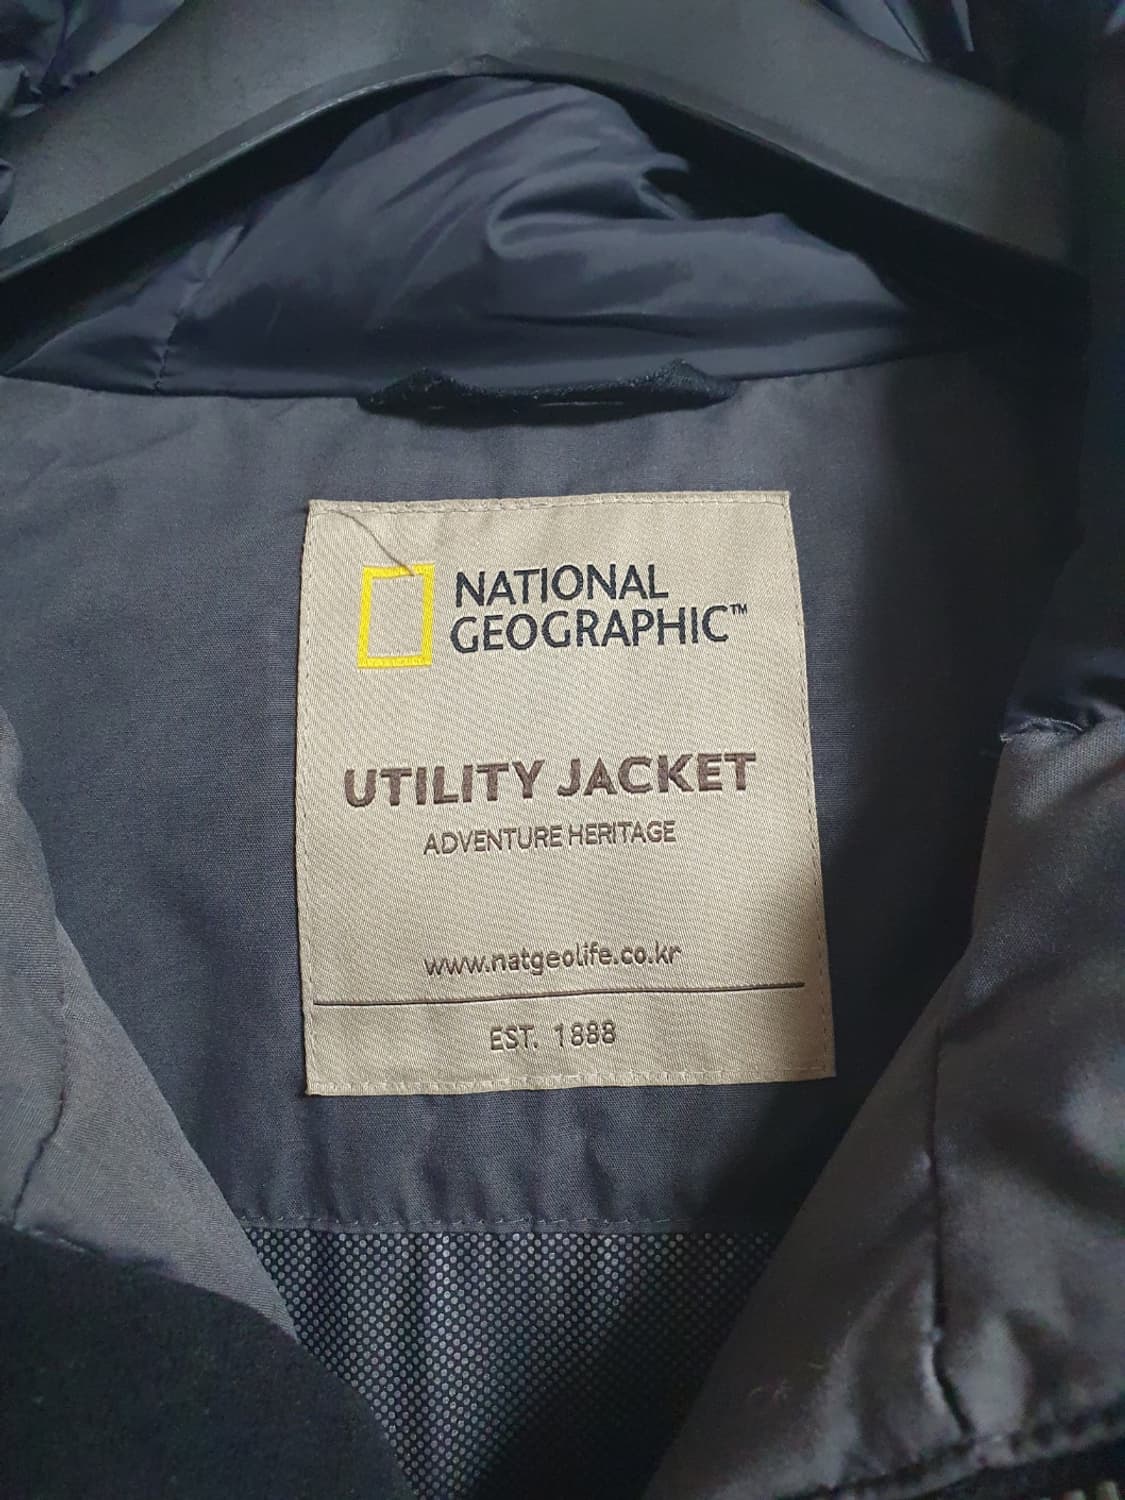 NATIONAL
GEOGRAPHIC™
UTILITY JACKET
ADVENTURE HERITAGE
www.natgeolife.co.kr
EST. 1888